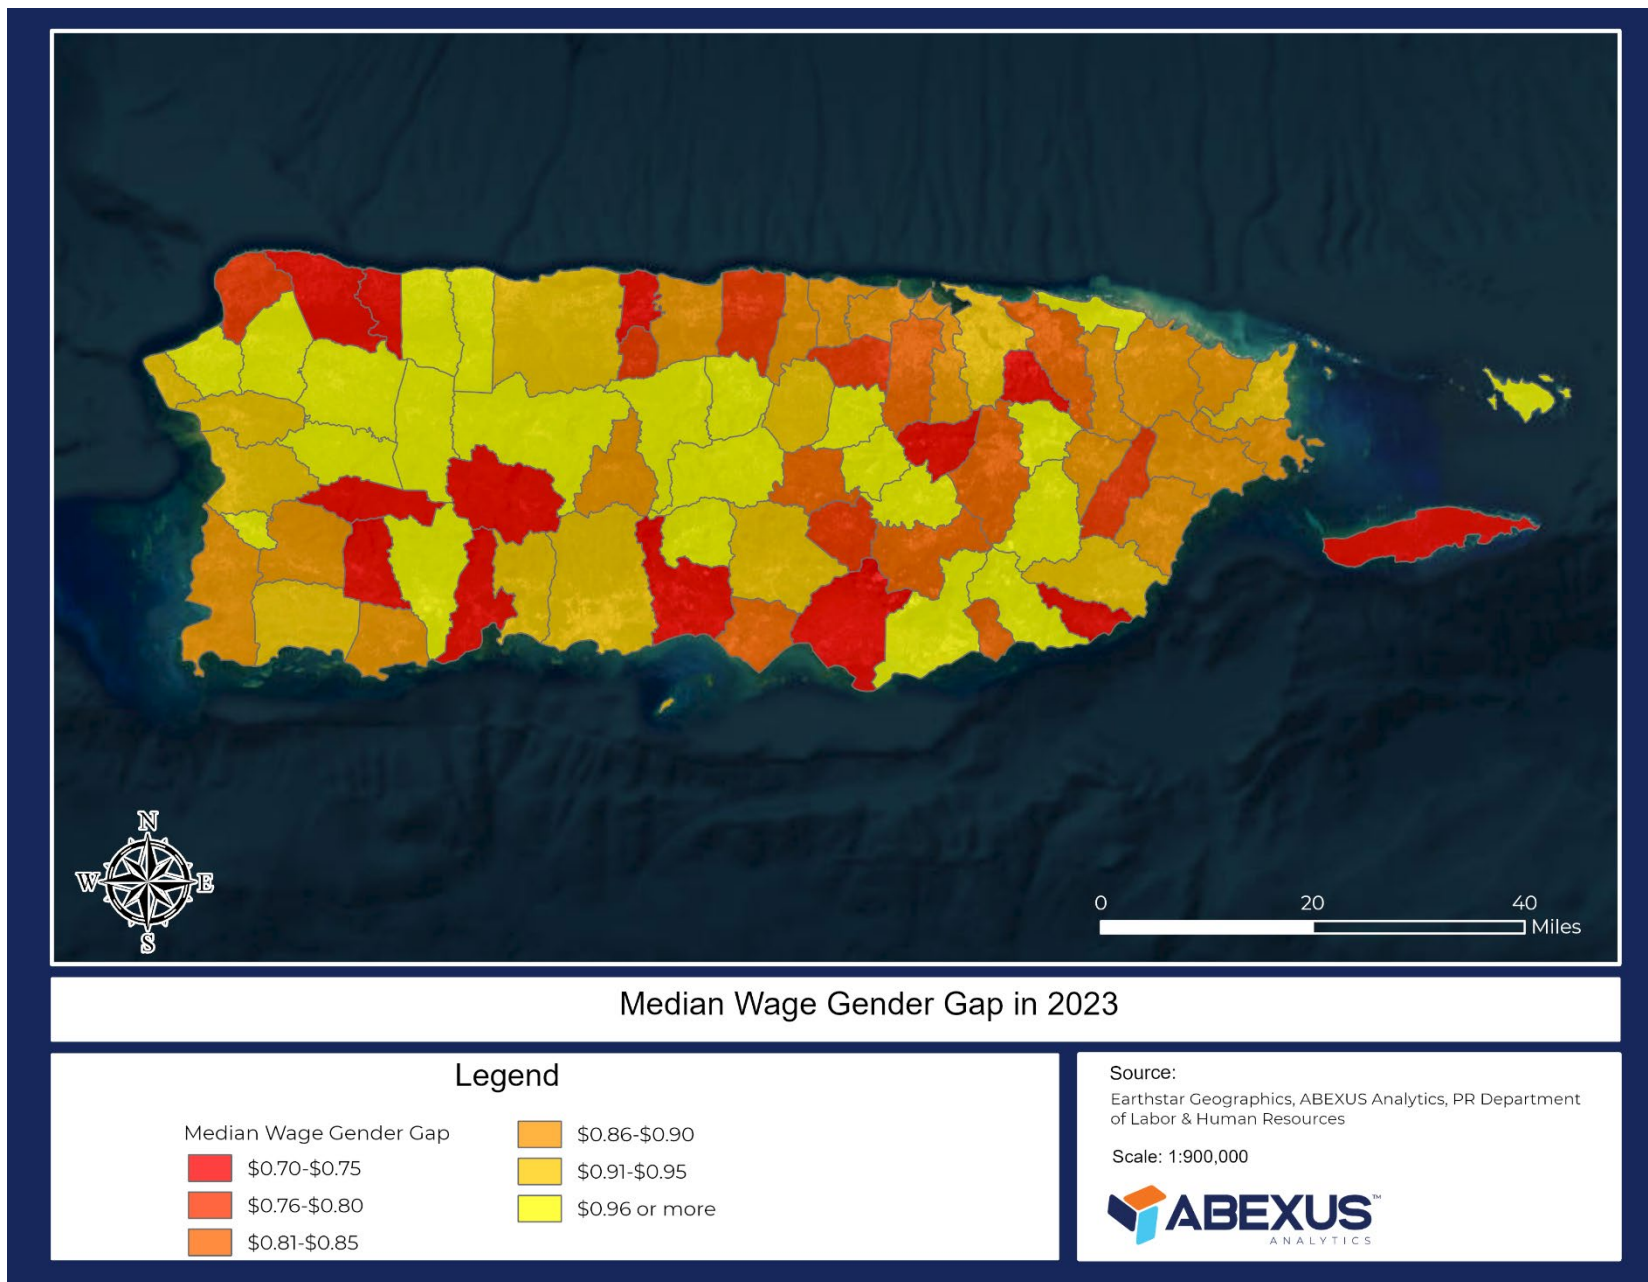 N
W E
S
0 20 40
Miles
Median Wage Gender Gap in 2023
Legend
Median Wage Gender Gap
$0.70-$0.75
$0.76-$0.80
$0.81-$0.85
$0.86-$0.90
$0.91-$0.95
$0.96 or more
Source:
Earthstar Geographics, ABEXUS Analytics, PR Department
of Labor & Human Resources
Scale: 1:900,000
ABEXUS™
ANALYTICS